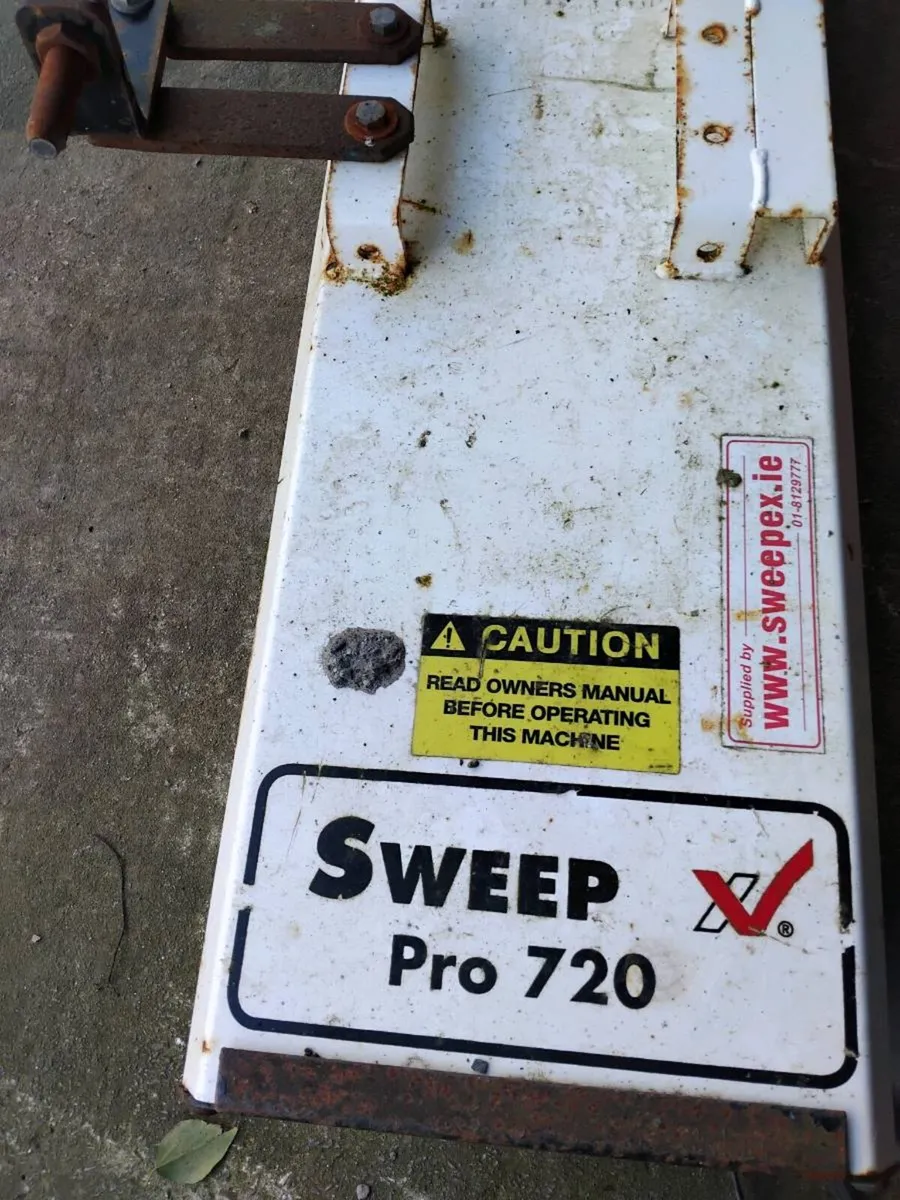 Supplied by
www.sweepex.ie
01-8129777
CAUTION
READ OWNERS MANUAL
BEFORE OPERATING
THIS MACHINE
SWEEP
Pro 720
X
®